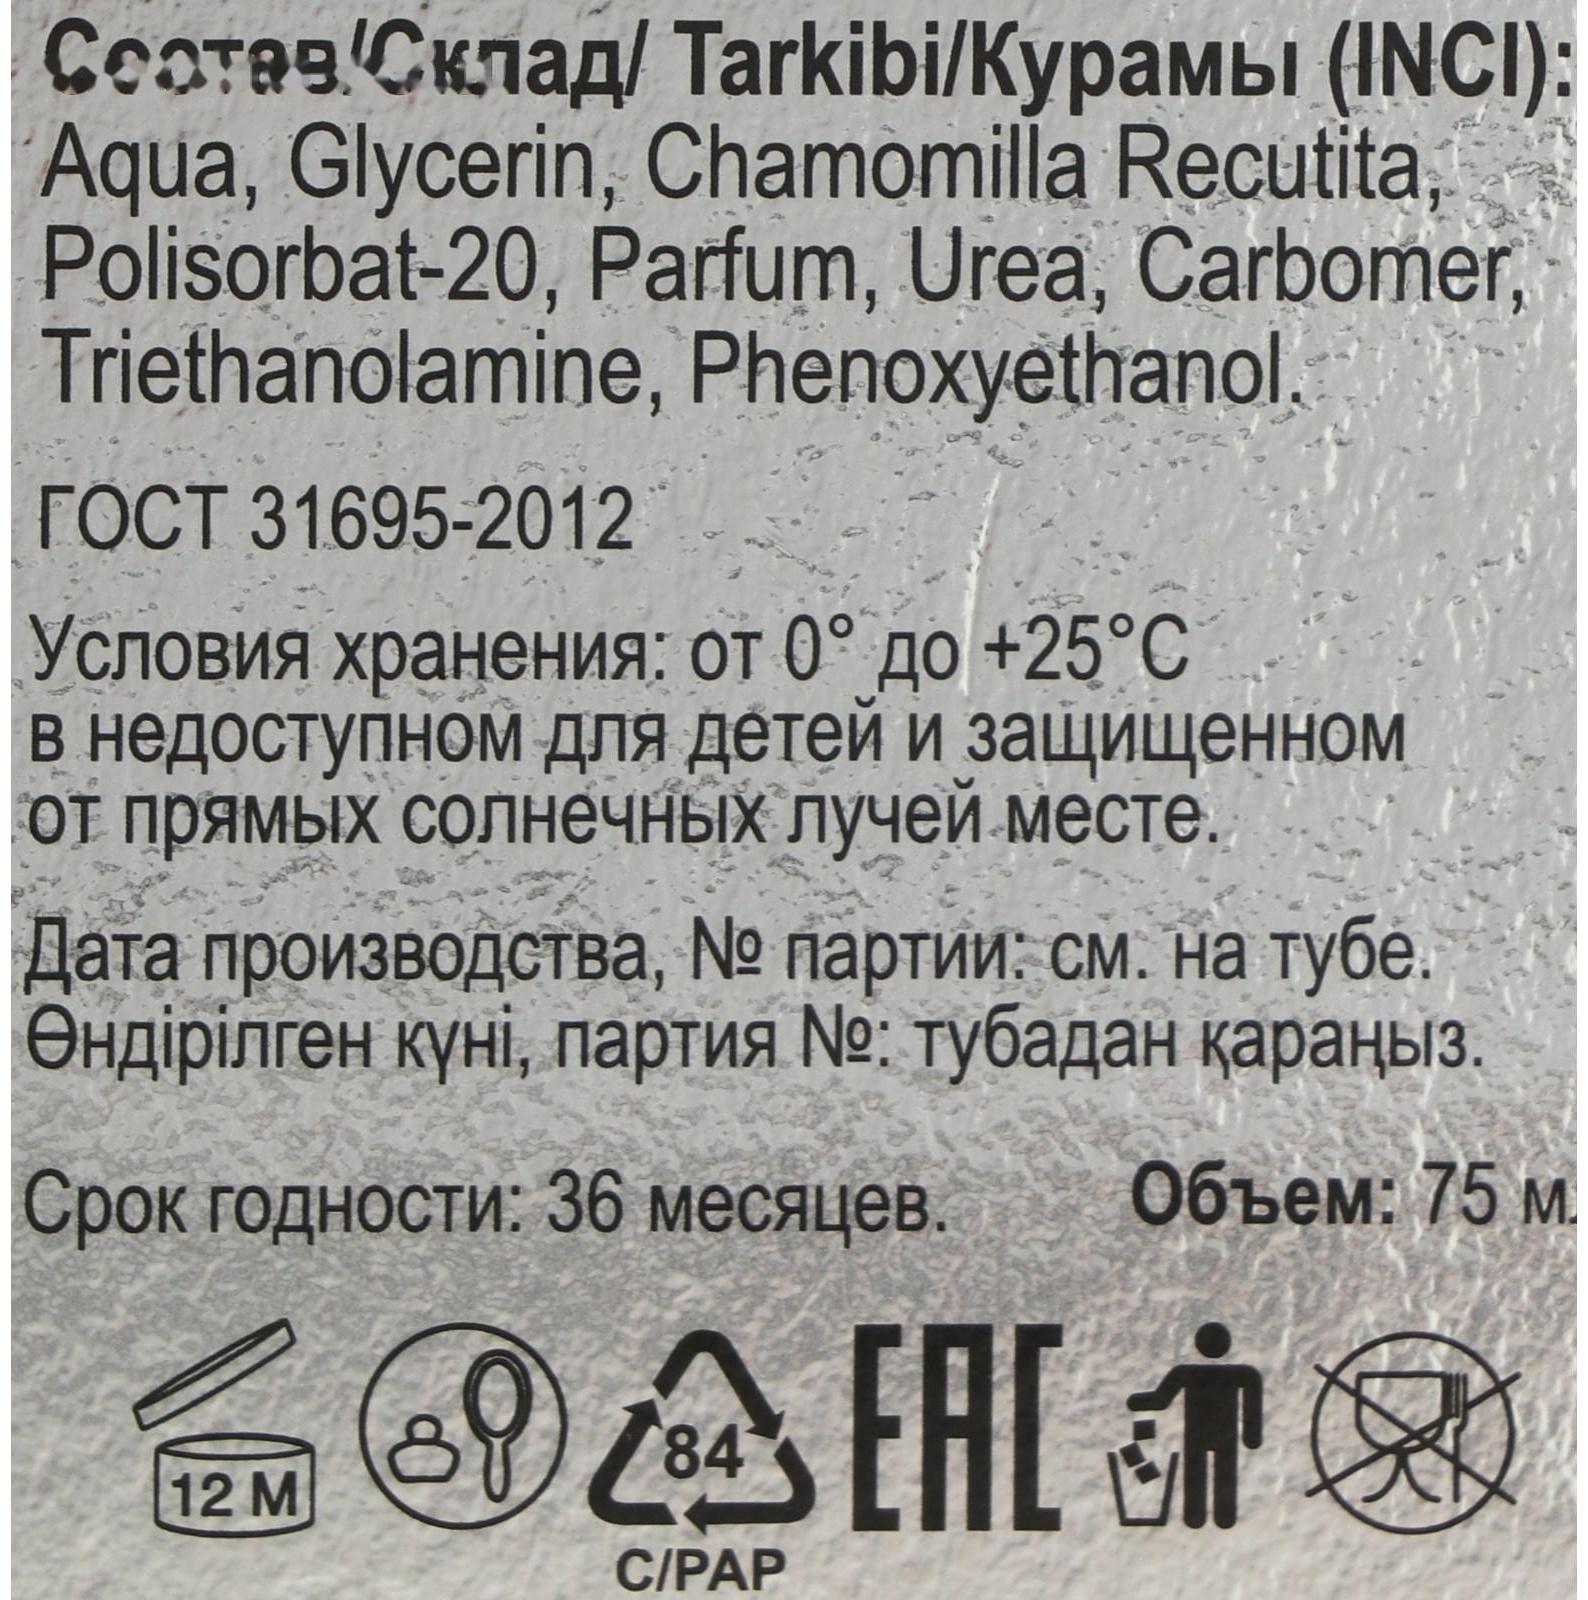 Состав/Склад/ Tarkibi/Курамы (INCI):
Aqua, Glycerin, Chamomilla Recutita,
Polisorbat-20, Parfum, Urea, Carbomer,
Triethanolamine, Phenoxyethanol.
ГОСТ 31695-2012
Условия хранения: от 0° до +25°С
в недоступном для детей и защищенном
от прямых солнечных лучей месте.
Дата производства, № партии: см. на тубе.
Өндірілген күні, партия №: тубадан қараңыз.
Срок годности: 36 месяцев. Объем: 75 мл
12 M
84
EAC
C/PAP